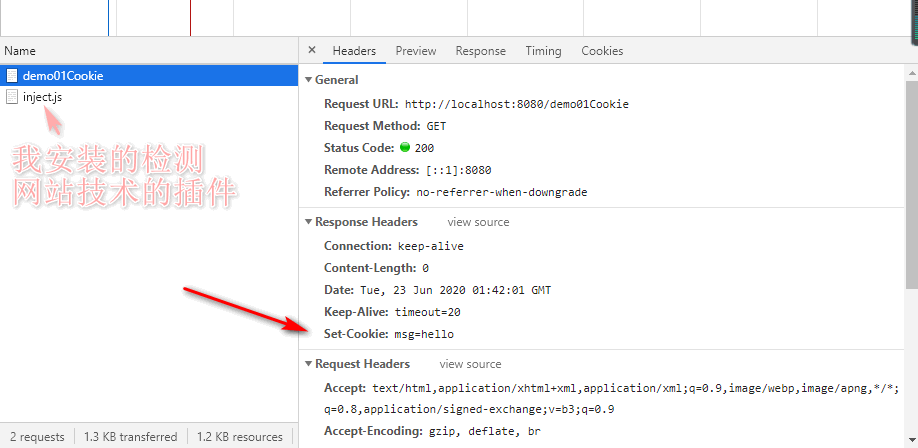 Name
demo01Cookie
inject.js
我安装的检测
网站技术的插件
2 requests
1.3 KB transferred
1.2 KB resources
× Headers Preview Response Timing Cookies
General
Request URL: http://localhost:8080/demo01Cookie
Request Method: GET
Status Code: 200
Remote Address: [::1]:8080
Referrer Policy: no-referrer-when-downgrade
Response Headers view source
Connection: keep-alive
Content-Length: 0
Date: Tue, 23 Jun 2020 01:42:01 GMT
Keep-Alive: timeout=20
Set-Cookie: msg=hello
Request Headers view source
Accept: text/html,application/xhtml+xml,application/xml;q=0.9,image/webp,image/apng,*/*;
q=0.8,application/signed-exchange;v=b3;q=0.9
Accept-Encoding: gzip, deflate, br